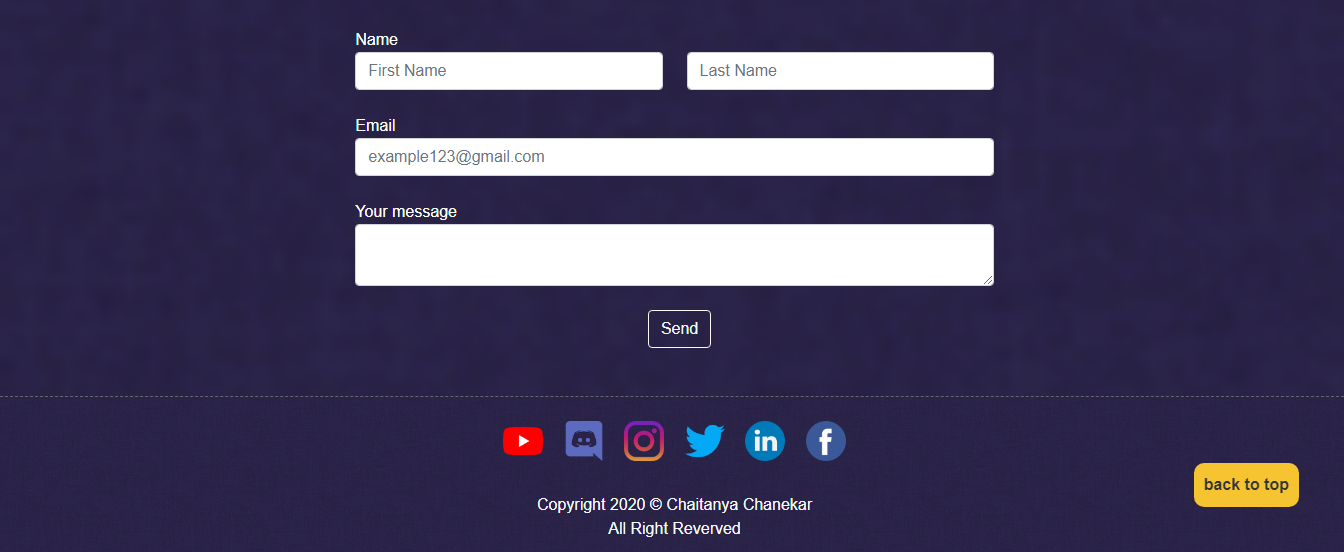 Name
First Name Last Name
Email
example123@gmail.com
Your message
Send
in f
back to top
Copyright 2020 © Chaitanya Chanekar
All Right Reverved